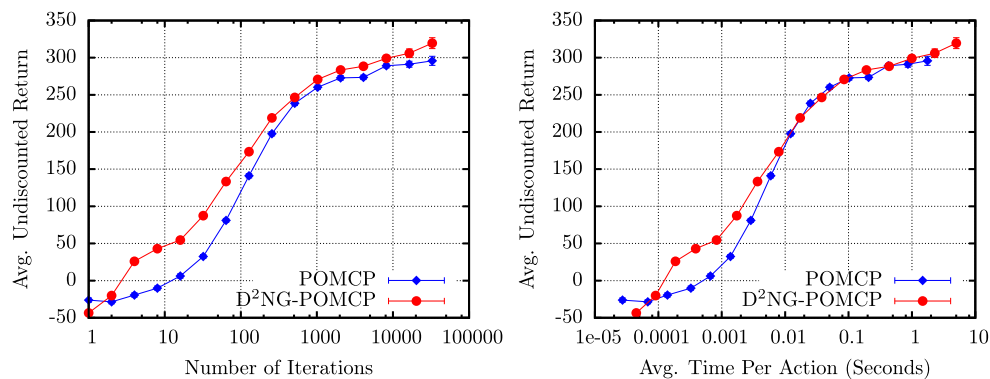 350
300
250
200
150
100
50
0
-50
Avg. Undiscounted Return
POMCP
D²NG-POMCP
1 10 100 1000 10000 100000
Number of Iterations
350
300
250
200
150
100
50
0
-50
Avg. Undiscounted Return
POMCP
D²NG-POMCP
1e-05 0.0001 0.001 0.01 0.1 1 10
Avg. Time Per Action (Seconds)